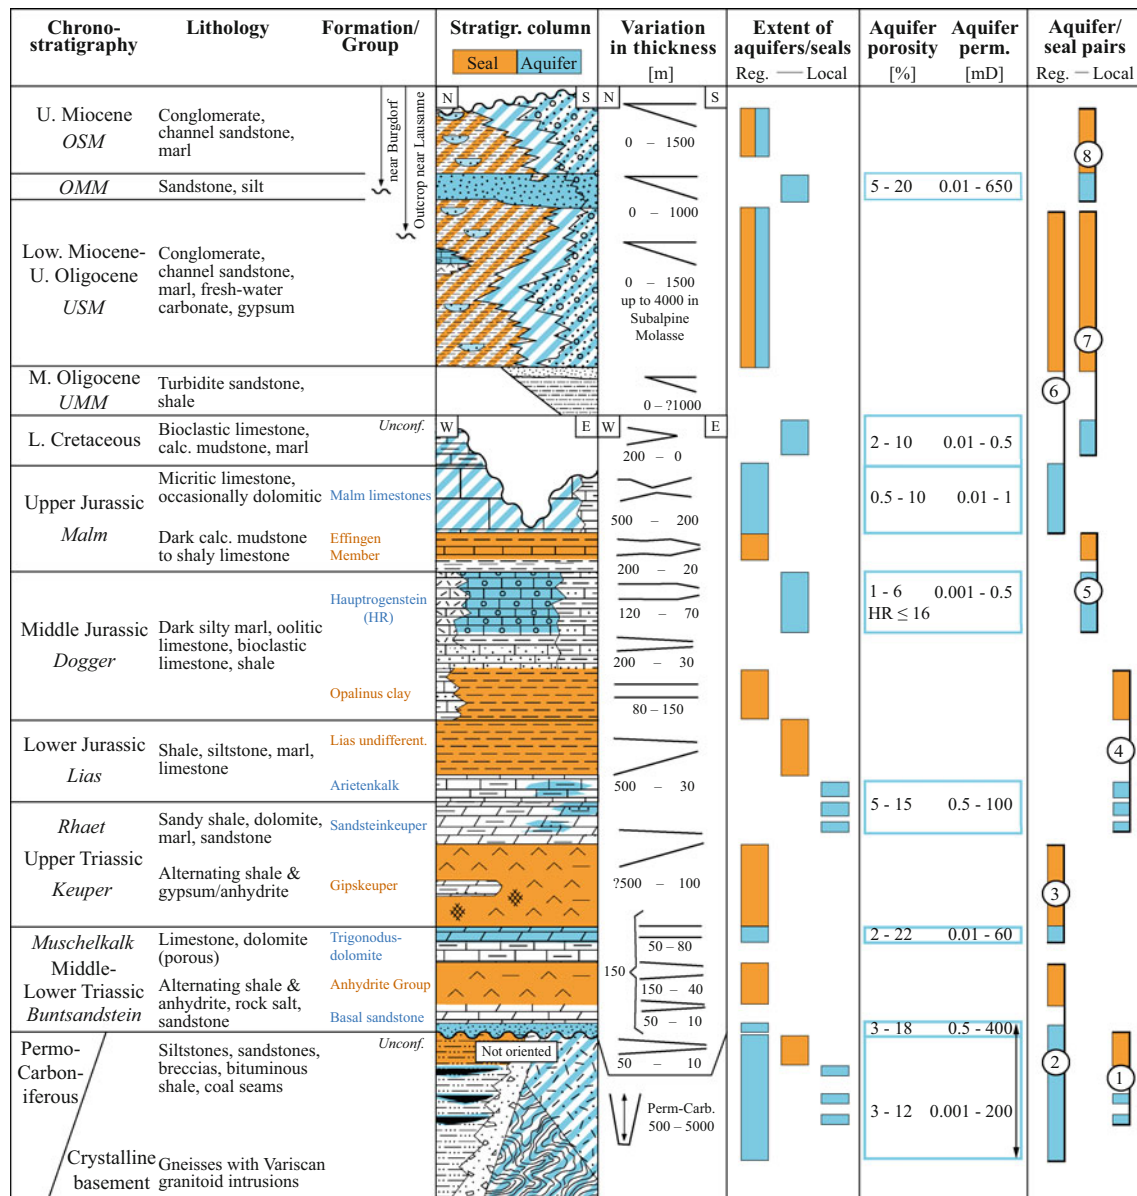 Chrono-
stratigraphy
Lithology
Formation/
Group
Stratigr. column
Seal Aquifer
Variation
in thickness
[m]
Extent of
aquifers/seals
Reg. — Local
Aquifer
porosity
[%]
Aquifer
perm.
[mD]
Aquifer/
seal pairs
Reg. — Local
U. Miocene
OSM
Conglomerate,
channel sandstone,
marl
near Burgdorf
Outcrop near Lausanne
N S
N S
0 – 1500
8
OMM
Sandstone, silt
0 – 1000
5 - 20 0.01 - 650
Low. Miocene-
U. Oligocene
USM
Conglomerate,
channel sandstone,
marl, fresh-water
carbonate, gypsum
0 – 1500
up to 4000 in
Subalpine
Molasse
7
M. Oligocene
UMM
Turbidite sandstone,
shale
0 – ?1000
6
L. Cretaceous
Bioclastic limestone,
calc. mudstone, marl
Unconf.
W E
W E
200 – 0
2 - 10 0.01 - 0.5
Upper Jurassic
Malm
Micritic limestone,
occasionally dolomitic
Malm limestones
500 – 200
0.5 - 10 0.01 - 1
Dark calc. mudstone
to shaly limestone
Effingen
Member
200 – 20
Middle Jurassic
Dogger
Dark silty marl, oolitic
limestone, bioclastic
limestone, shale
Hauptrogenstein
(HR)
120 – 70
1 - 6 0.001 - 0.5
HR ≤ 16
5
200 – 30
Opalinus clay
80 – 150
Lower Jurassic
Lias
Shale, siltstone, marl,
limestone
Lias undifferent.
4
Arietenkalk
500 – 30
5 - 15 0.5 - 100
Rhaet
Sandy shale, dolomite,
marl, sandstone
Sandsteinkeuper
Upper Triassic
Keuper
Alternating shale &
gypsum/anhydrite
Gipskeuper
?500 – 100
3
Muschelkalk
Limestone, dolomite
(porous)
Trigonodus-
dolomite
50 – 80
2 - 22 0.01 - 60
150
Middle-
Lower Triassic
Buntsandstein
Alternating shale &
anhydrite, rock salt,
sandstone
Anhydrite Group
150 – 40
Basal sandstone
50 – 10
3 - 18 0.5 - 400
Permo-
Carbon-
iferous
Siltstones, sandstones,
breccias, bituminous
shale, coal seams
Unconf.
Not oriented
50 – 10
2
1
Perm-Carb.
500 – 5000
3 - 12 0.001 - 200
Crystalline
basement
Gneisses with Variscan
granitoid intrusions